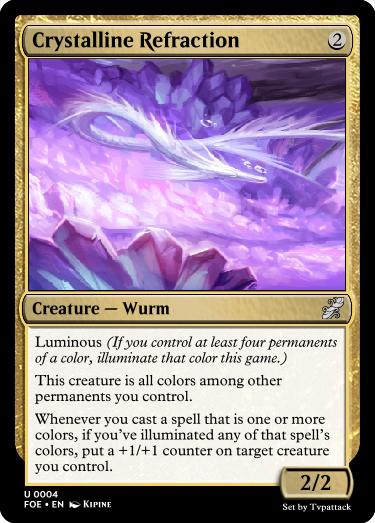 Crystalline Refraction 2
Creature — Wurm
Luminous (If you control at least four permanents
of a color, illuminate that color this game.)
This creature is all colors among other
permanents you control.
Whenever you cast a spell that is one or more
colors, if you've illuminated any of that spell's
colors, put a +1/+1 counter on target creature
you control.
2/2
U 0004
FOE • EN Kipine
Set by Tvpattack